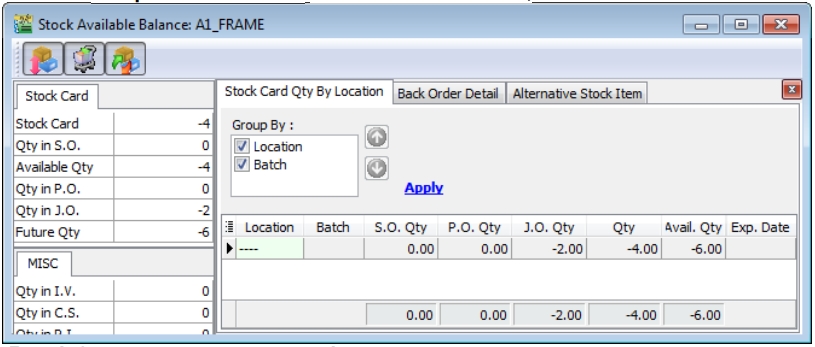 Stock Available Balance: A1_FRAME
Stock Card
Stock Card -4
Qty in S.O. 0
Available Qty -4
Qty in P.O. 0
Qty in J.O. -2
Future Qty -6
MISC
Qty in I.V. 0
Qty in C.S. 0
Stock Card Qty By Location Back Order Detail Alternative Stock Item
Group By :
Location
Batch
Apply
Location Batch S.O. Qty P.O. Qty J.O. Qty Qty Avail. Qty Exp. Date
---- 0.00 0.00 -2.00 -4.00 -6.00
0.00 0.00 -2.00 -4.00 -6.00